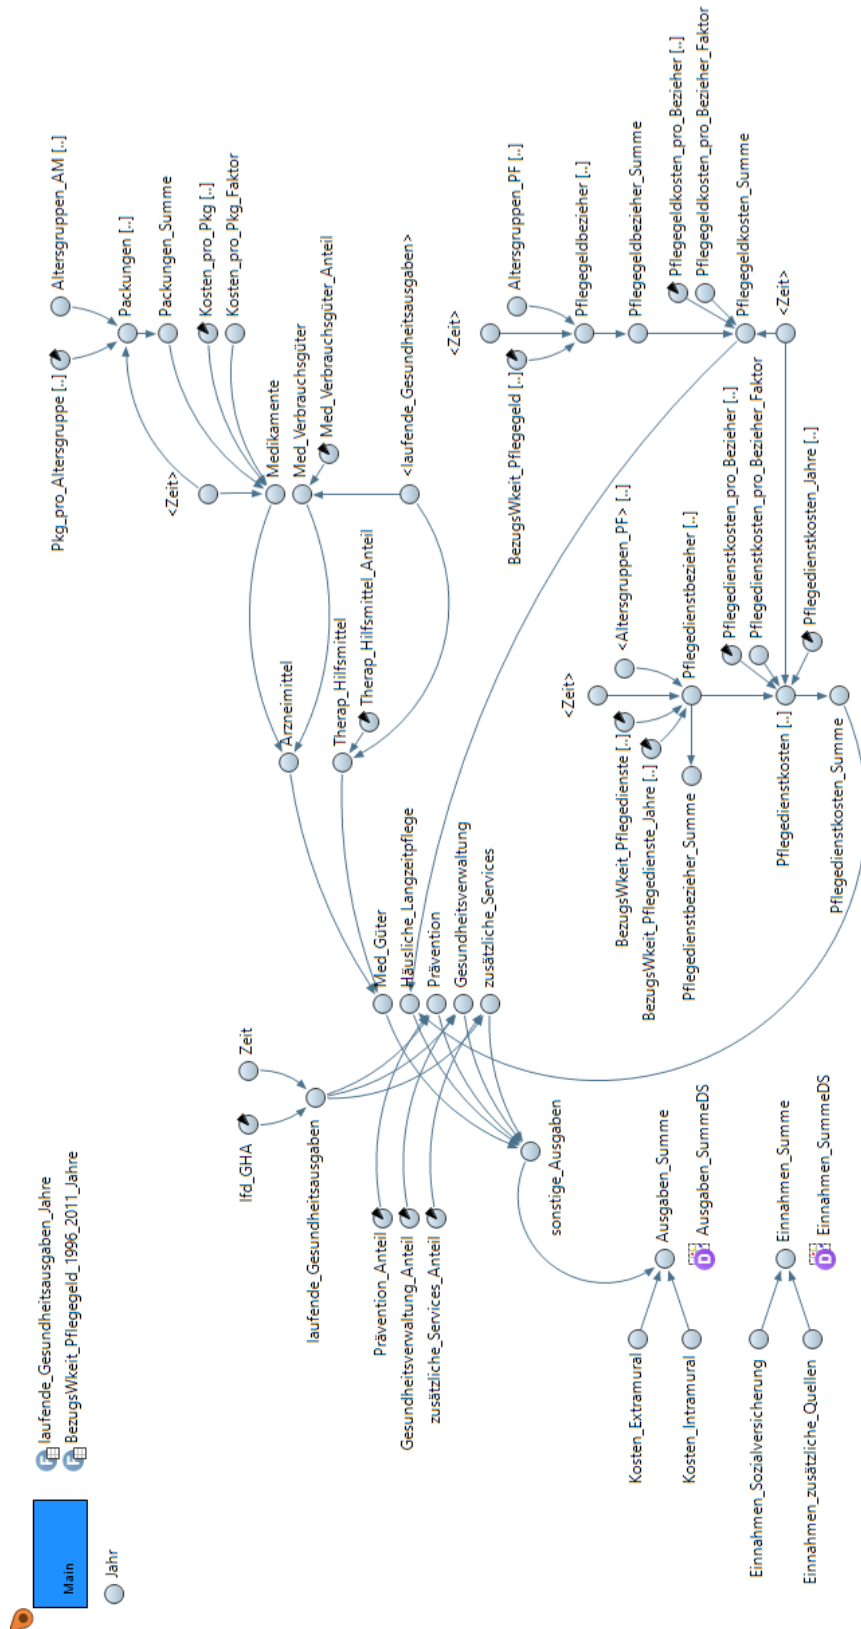 Main
Jahr
laufende_Gesundheitsausgaben_Jahre
BezugsWkeit_Pflegegeld_1996_2011_Jahre
lfd_GHA
Zeit
laufende_Gesundheitsausgaben
Prävention_Anteil
Gesundheitsverwaltung_Anteil
zusätzliche_Services_Anteil
Med_Güter
Häusliche_Langzeitpflege
Prävention
Gesundheitsverwaltung
zusätzliche_Services
sonstige_Ausgaben
Kosten_Extramural
Kosten_Intramural
Ausgaben_Summe
Ausgaben_SummeDS
Einnahmen_Sozialversicherung
Einnahmen_zusätzliche_Quellen
Einnahmen_Summe
Einnahmen_SummeDS
Arzneimittel
Therap_Hilfsmittel
Therap_Hilfsmittel_Anteil
Pkg_pro_Altersgruppe [..]
Altersgruppen_AM [..]
Packungen [..]
Packungen_Summe
Kosten_pro_Pkg [..]
Kosten_pro_Pkg_Faktor
<Zeit>
Medikamente
Med_Verbrauchsgüter
Med_Verbrauchsgüter_Anteil
<laufende_Gesundheitsausgaben>
<Zeit>
BezugsWkeit_Pflegegeld [..]
Altersgruppen_PF [..]
Pflegegeldbezieher [..]
Pflegegeldbezieher_Summe
Pflegegeldkosten_pro_Bezieher [..]
Pflegegeldkosten_pro_Bezieher_Faktor
Pflegegeldkosten_Summe
<Zeit>
<Zeit>
<Altersgruppen_PF> [..]
BezugsWkeit_Pflegedienste [..]
BezugsWkeit_Pflegedienste_Jahre [..]
Pflegedienstbezieher [..]
Pflegedienstbezieher_Summe
Pflegedienstkosten_pro_Bezieher [..]
Pflegedienstkosten_pro_Bezieher_Faktor
Pflegedienstkosten_Jahre [..]
Pflegedienstkosten [..]
Pflegedienstkosten_Summe